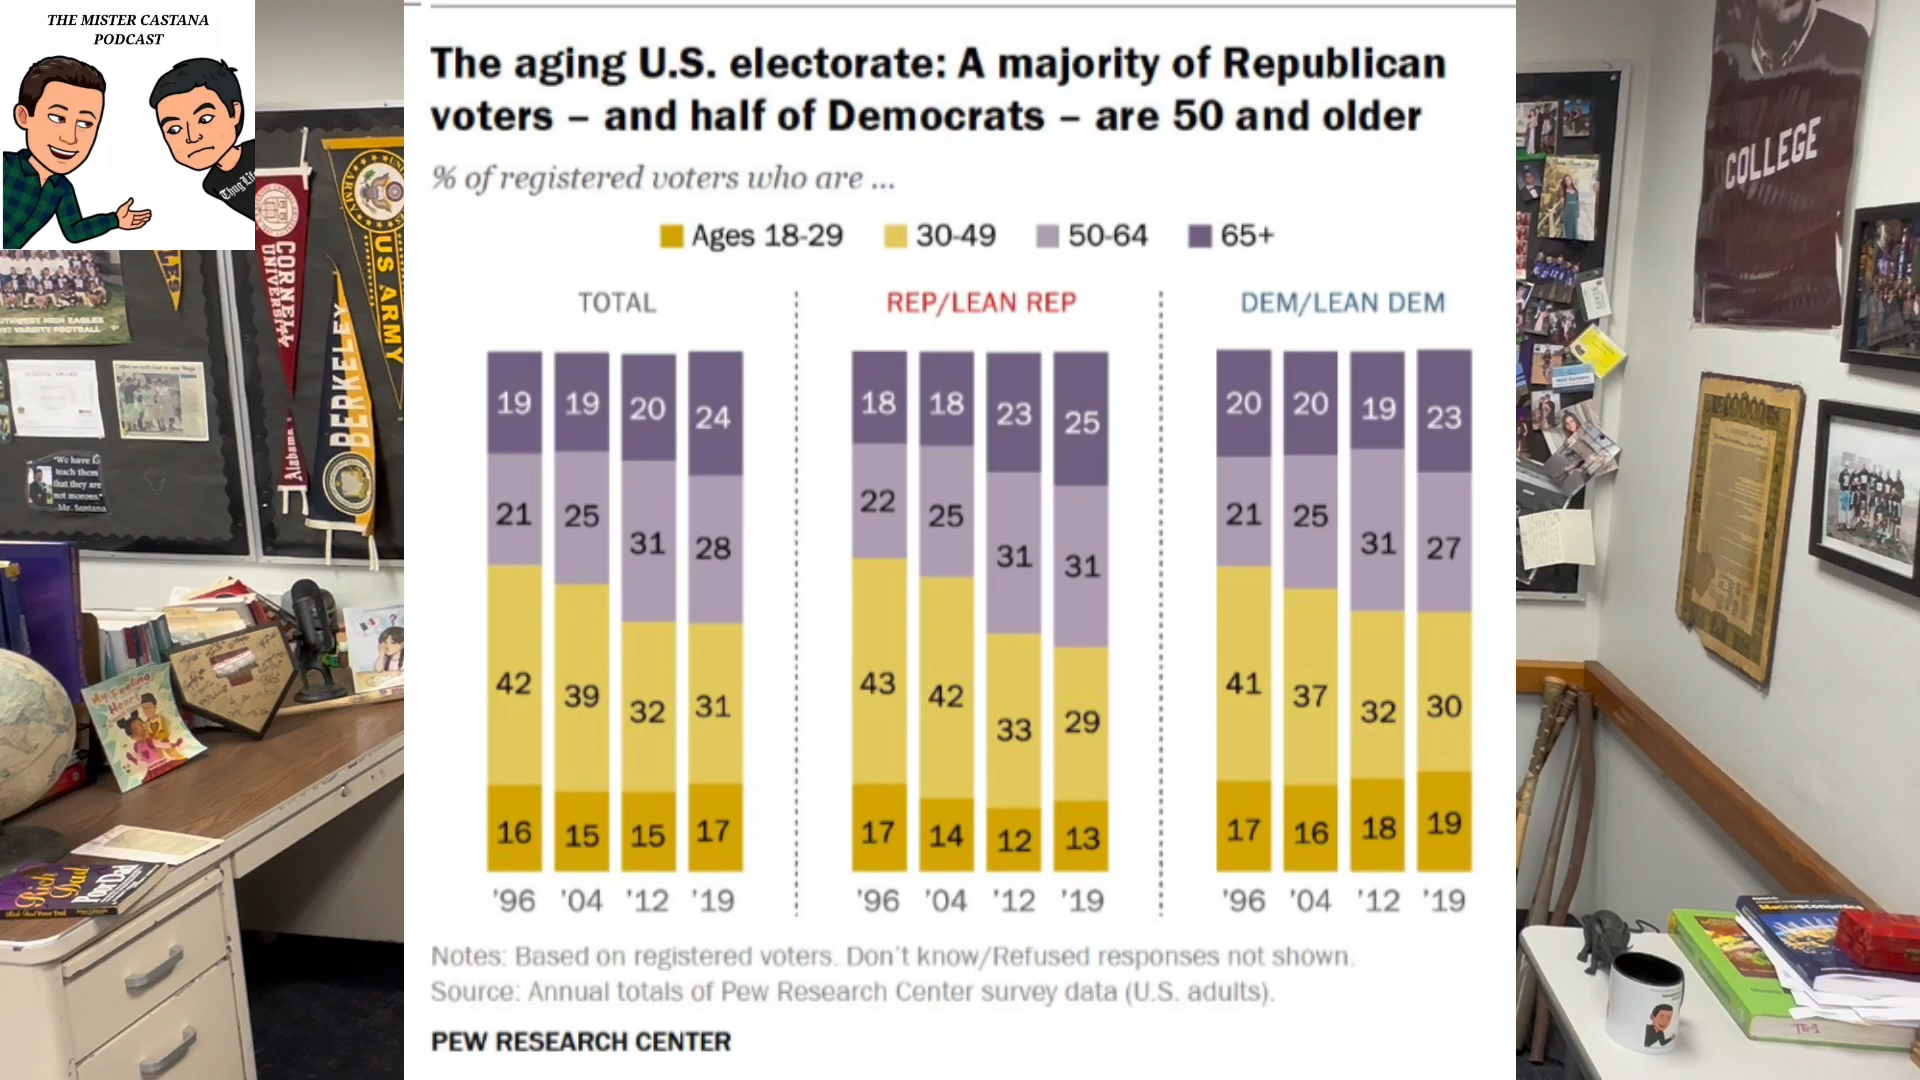 THE MISTER CASTANA
PODCAST
Thug Life
CORNELL
UNIVERSITY
US ARMY
BERKELEY
Alabama
"We have to
teach them
that they are
not morons."
-Mr. Santana
My Feeling
Heart
Rich
Dad
Poor Dad
The aging U.S. electorate: A majority of Republican
voters – and half of Democrats – are 50 and older
% of registered voters who are ...
Ages 18-29 30-49 50-64 65+
TOTAL REP/LEAN REP DEM/LEAN DEM
19 19 20 24 18 18 23 25 20 20 19 23
21 25 31 28 22 25 31 31 21 25 31 27
42 39 32 31 43 42 33 29 41 37 32 30
16 15 15 17 17 14 12 13 17 16 18 19
'96 '04 '12 '19 '96 '04 '12 '19 '96 '04 '12 '19
Notes: Based on registered voters. Don´t know/Refused responses not shown.
Source: Annual totals of Pew Research Center survey data (U.S. adults).
PEW RESEARCH CENTER
COLLEGE
Macroeconomics